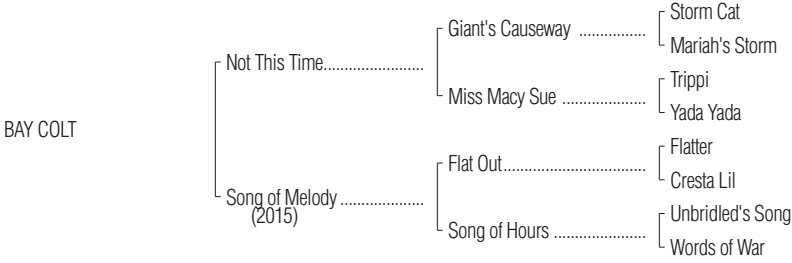 Storm Cat
Giant's Causeway ................
Mariah's Storm
Not This Time........................
Trippi
Miss Macy Sue ....................
Yada Yada
BAY COLT
Flatter
Flat Out..................................
Cresta Lil
Song of Melody ....................
(2015)
Unbridled's Song
Song of Hours ......................
Words of War